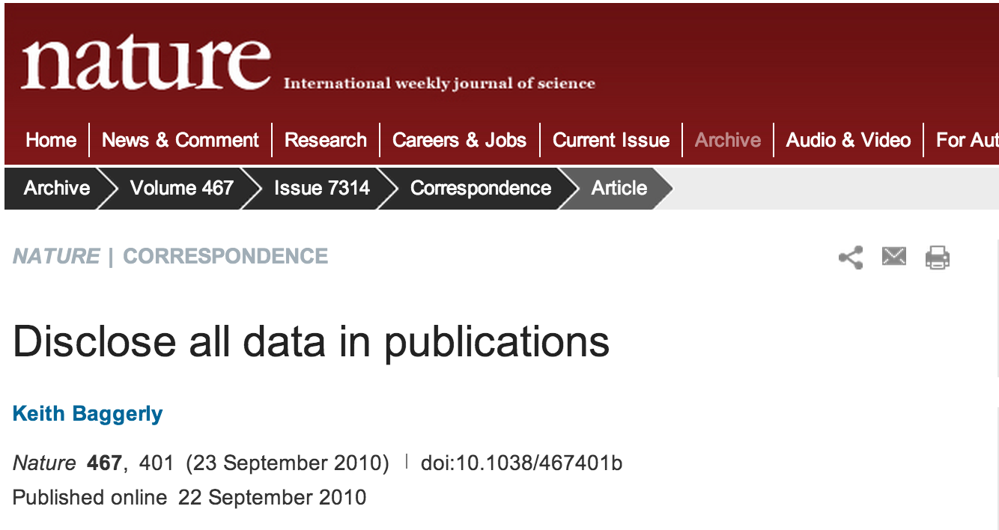 nature International weekly journal of science
Home News & Comment Research Careers & Jobs Current Issue Archive Audio & Video For Aut
Archive Volume 467 Issue 7314 Correspondence Article
NATURE | CORRESPONDENCE
Disclose all data in publications
Keith Baggerly
Nature 467, 401 (23 September 2010) | doi:10.1038/467401b
Published online 22 September 2010